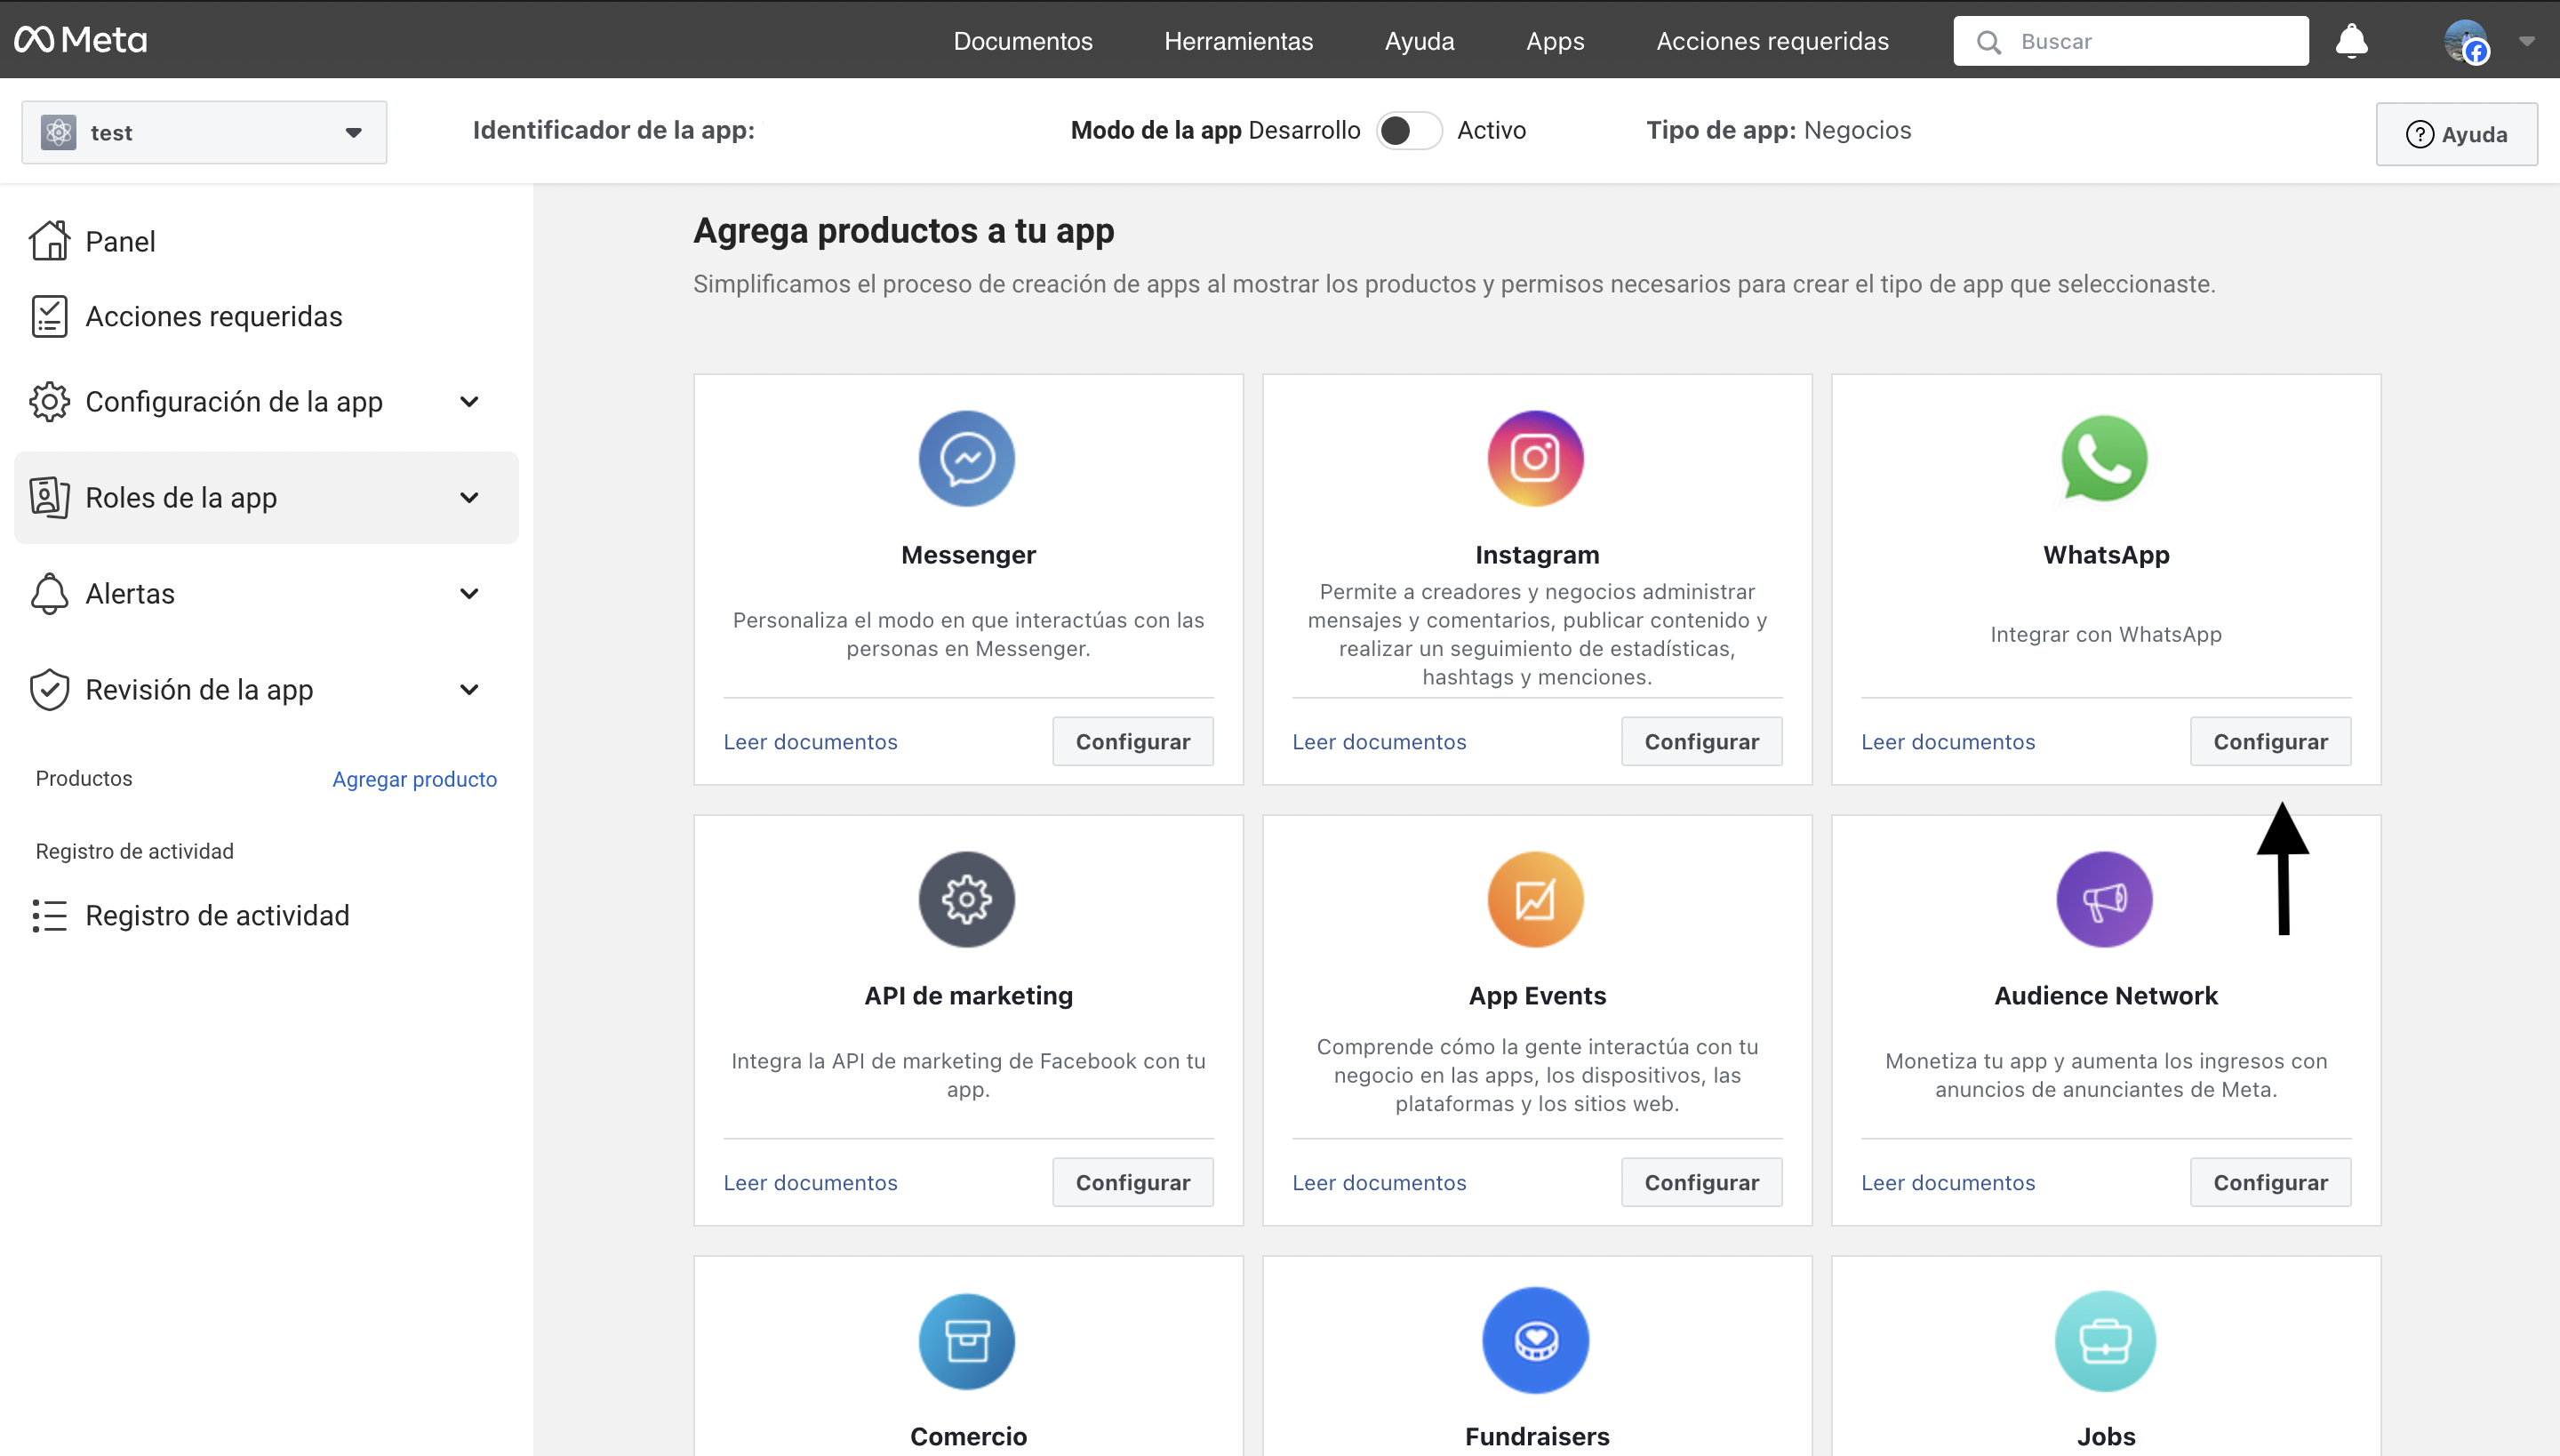 Meta
Documentos
Herramientas
Ayuda
Apps
Acciones requeridas
Buscar
test
Identificador de la app:
Modo de la app Desarrollo
Activo
Tipo de app: Negocios
Ayuda
Panel
Acciones requeridas
Configuración de la app
Roles de la app
Alertas
Revisión de la app
Productos
Agregar producto
Registro de actividad
Registro de actividad
Agrega productos a tu app
Simplificamos el proceso de creación de apps al mostrar los productos y permisos necesarios para crear el tipo de app que seleccionaste.
Messenger
Personaliza el modo en que interactúas con las
personas en Messenger.
Leer documentos
Configurar
Instagram
Permite a creadores y negocios administrar
mensajes y comentarios, publicar contenido y
realizar un seguimiento de estadísticas,
hashtags y menciones.
Leer documentos
Configurar
WhatsApp
Integrar con WhatsApp
Leer documentos
Configurar
API de marketing
Integra la API de marketing de Facebook con tu
app.
Leer documentos
Configurar
App Events
Comprende cómo la gente interactúa con tu
negocio en las apps, los dispositivos, las
plataformas y los sitios web.
Leer documentos
Configurar
Audience Network
Monetiza tu app y aumenta los ingresos con
anuncios de anunciantes de Meta.
Leer documentos
Configurar
Comercio
Fundraisers
Jobs